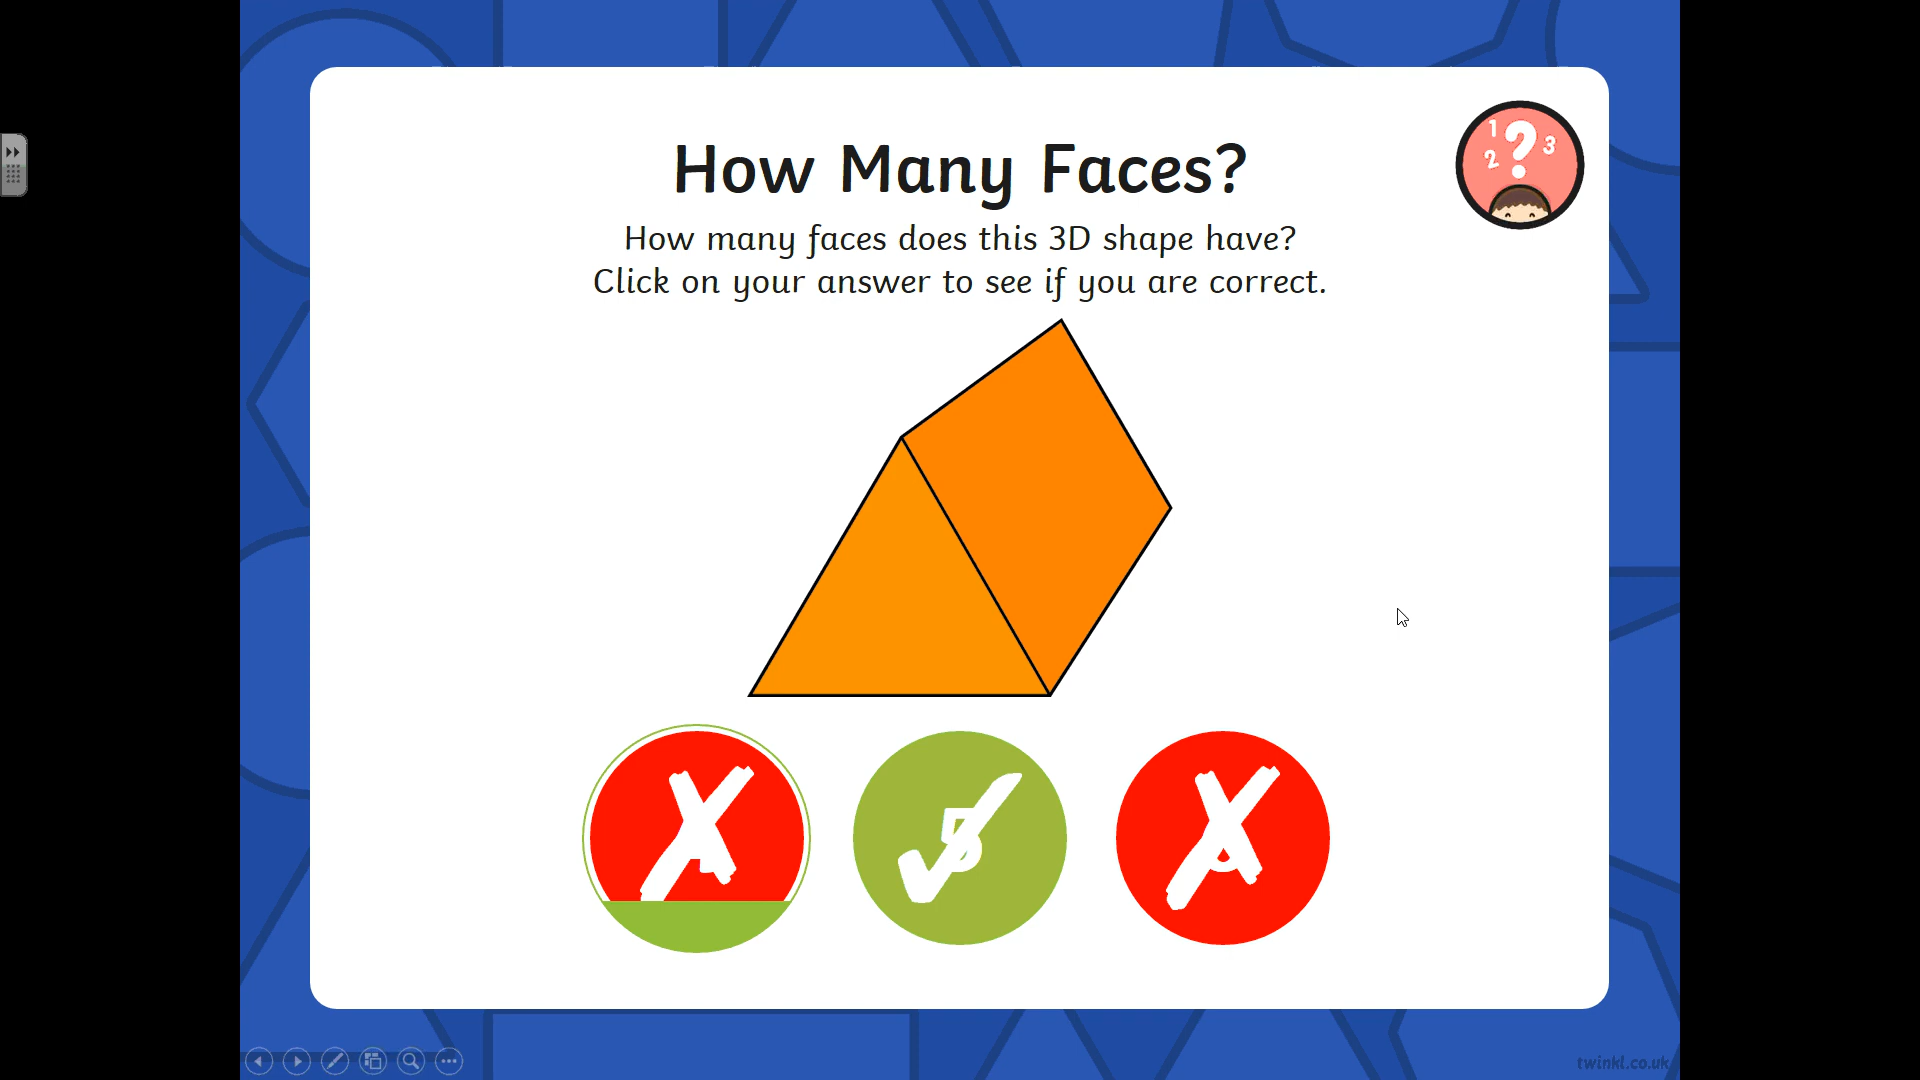 How Many Faces?
1 2 ? 3
How many faces does this 3D shape have?
Click on your answer to see if you are correct.
5
twinkl.co.uk